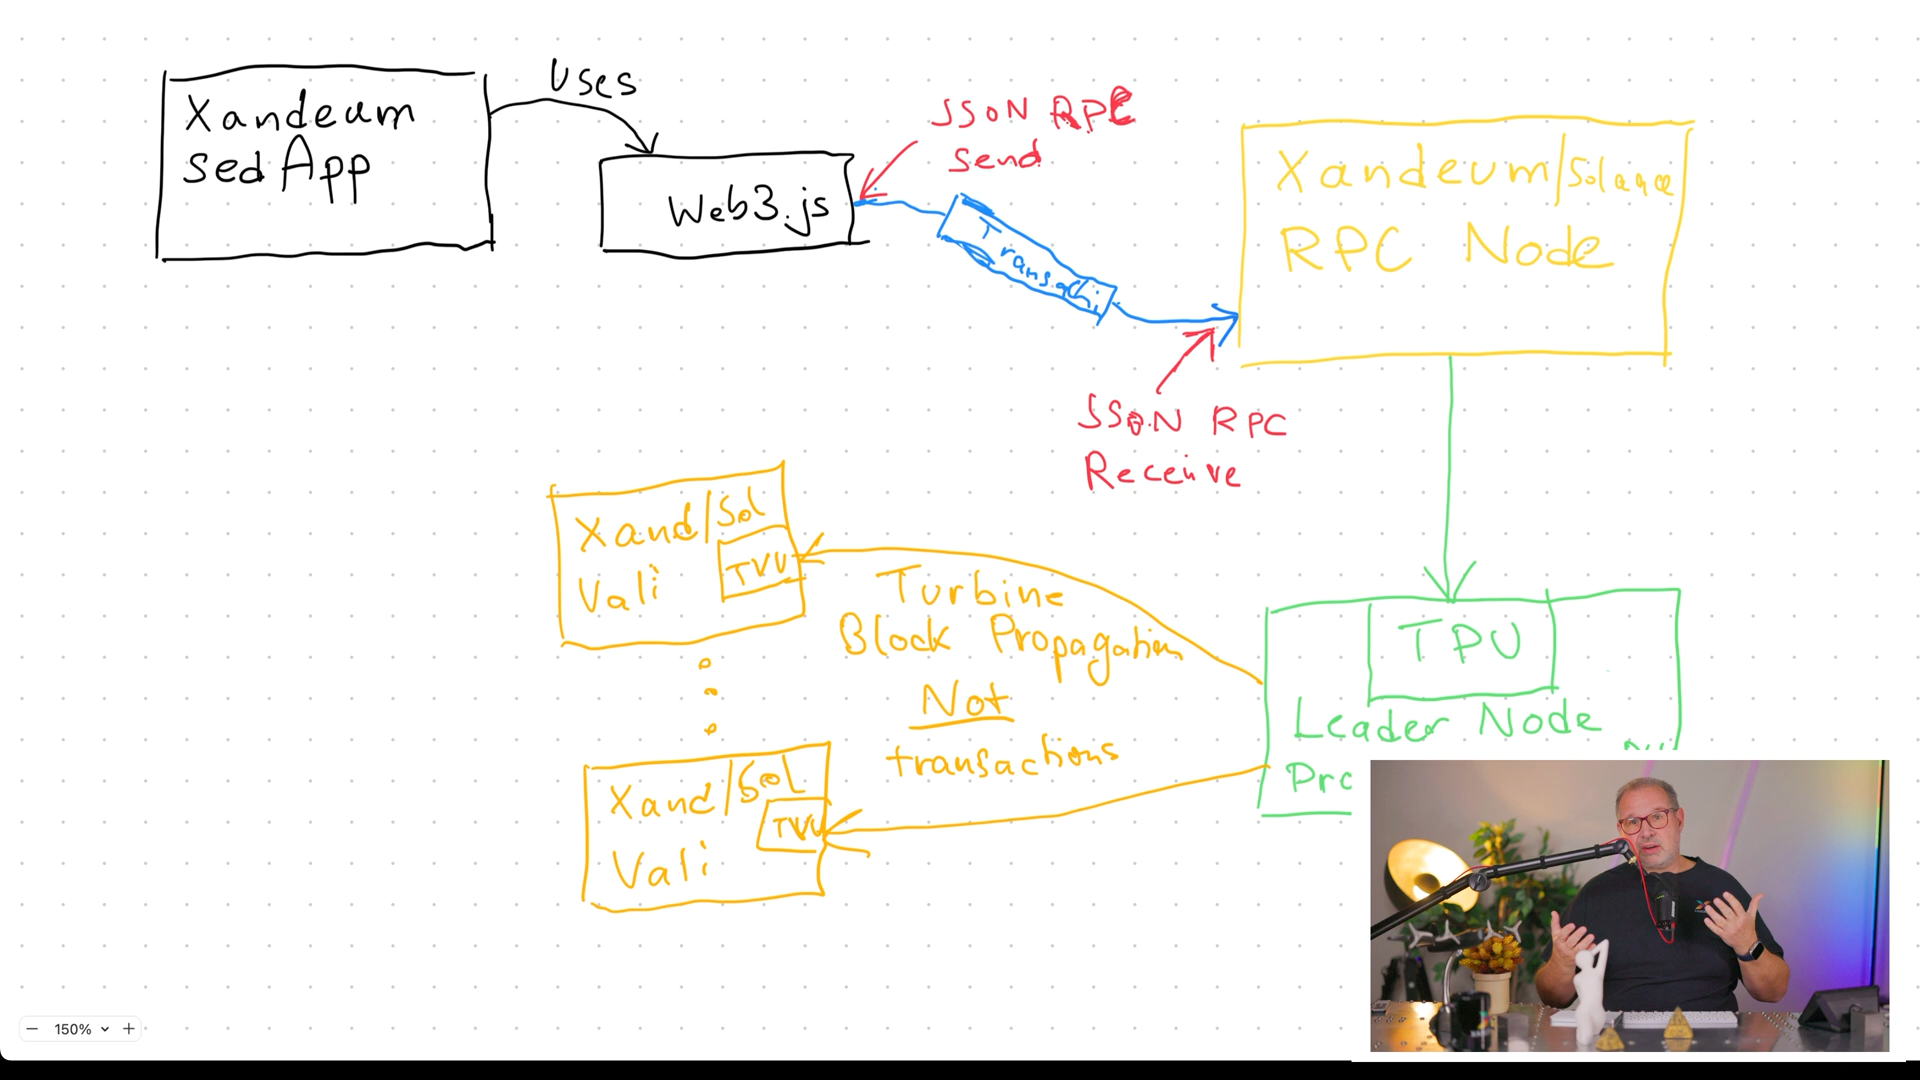 Xandeum
sedApp
Uses
Web3.js
JSON RPC
Send
Xandeum/Solana
RPC Node
JSON RPC
Receive
Xand/Sol
TVU
Vali
Turbine
Block Propagation
Not
transactions
TPU
Leader Node
Xand/Sol
TVU
Vali
150%